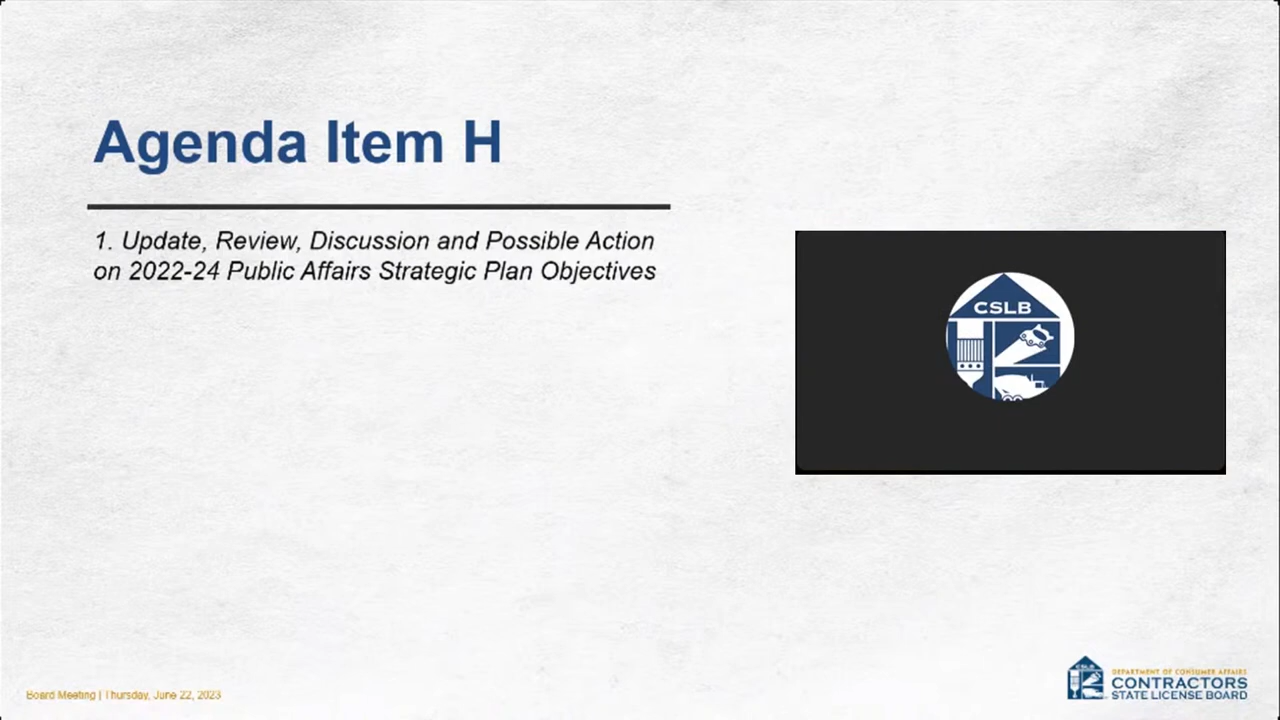 Agenda Item H
1. Update, Review, Discussion and Possible Action
on 2022-24 Public Affairs Strategic Plan Objectives
CSLB
Board Meeting | Thursday, June 22, 2023
CSLB
DEPARTMENT OF CONSUMER AFFAIRS
CONTRACTORS
STATE LICENSE BOARD